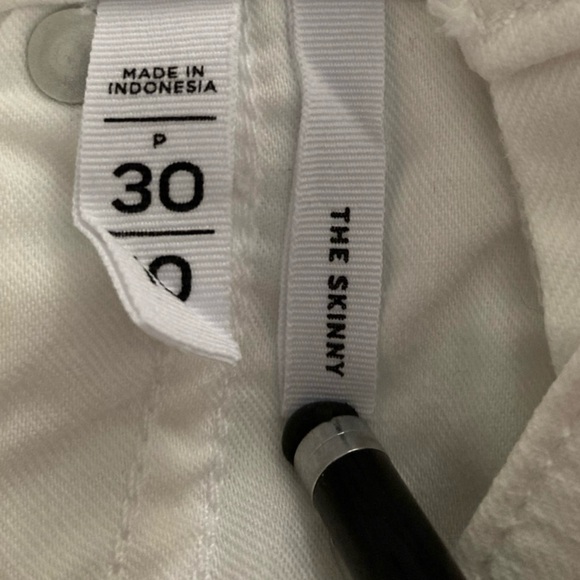 MADE IN
INDONESIA
P
30
THE SKINNY